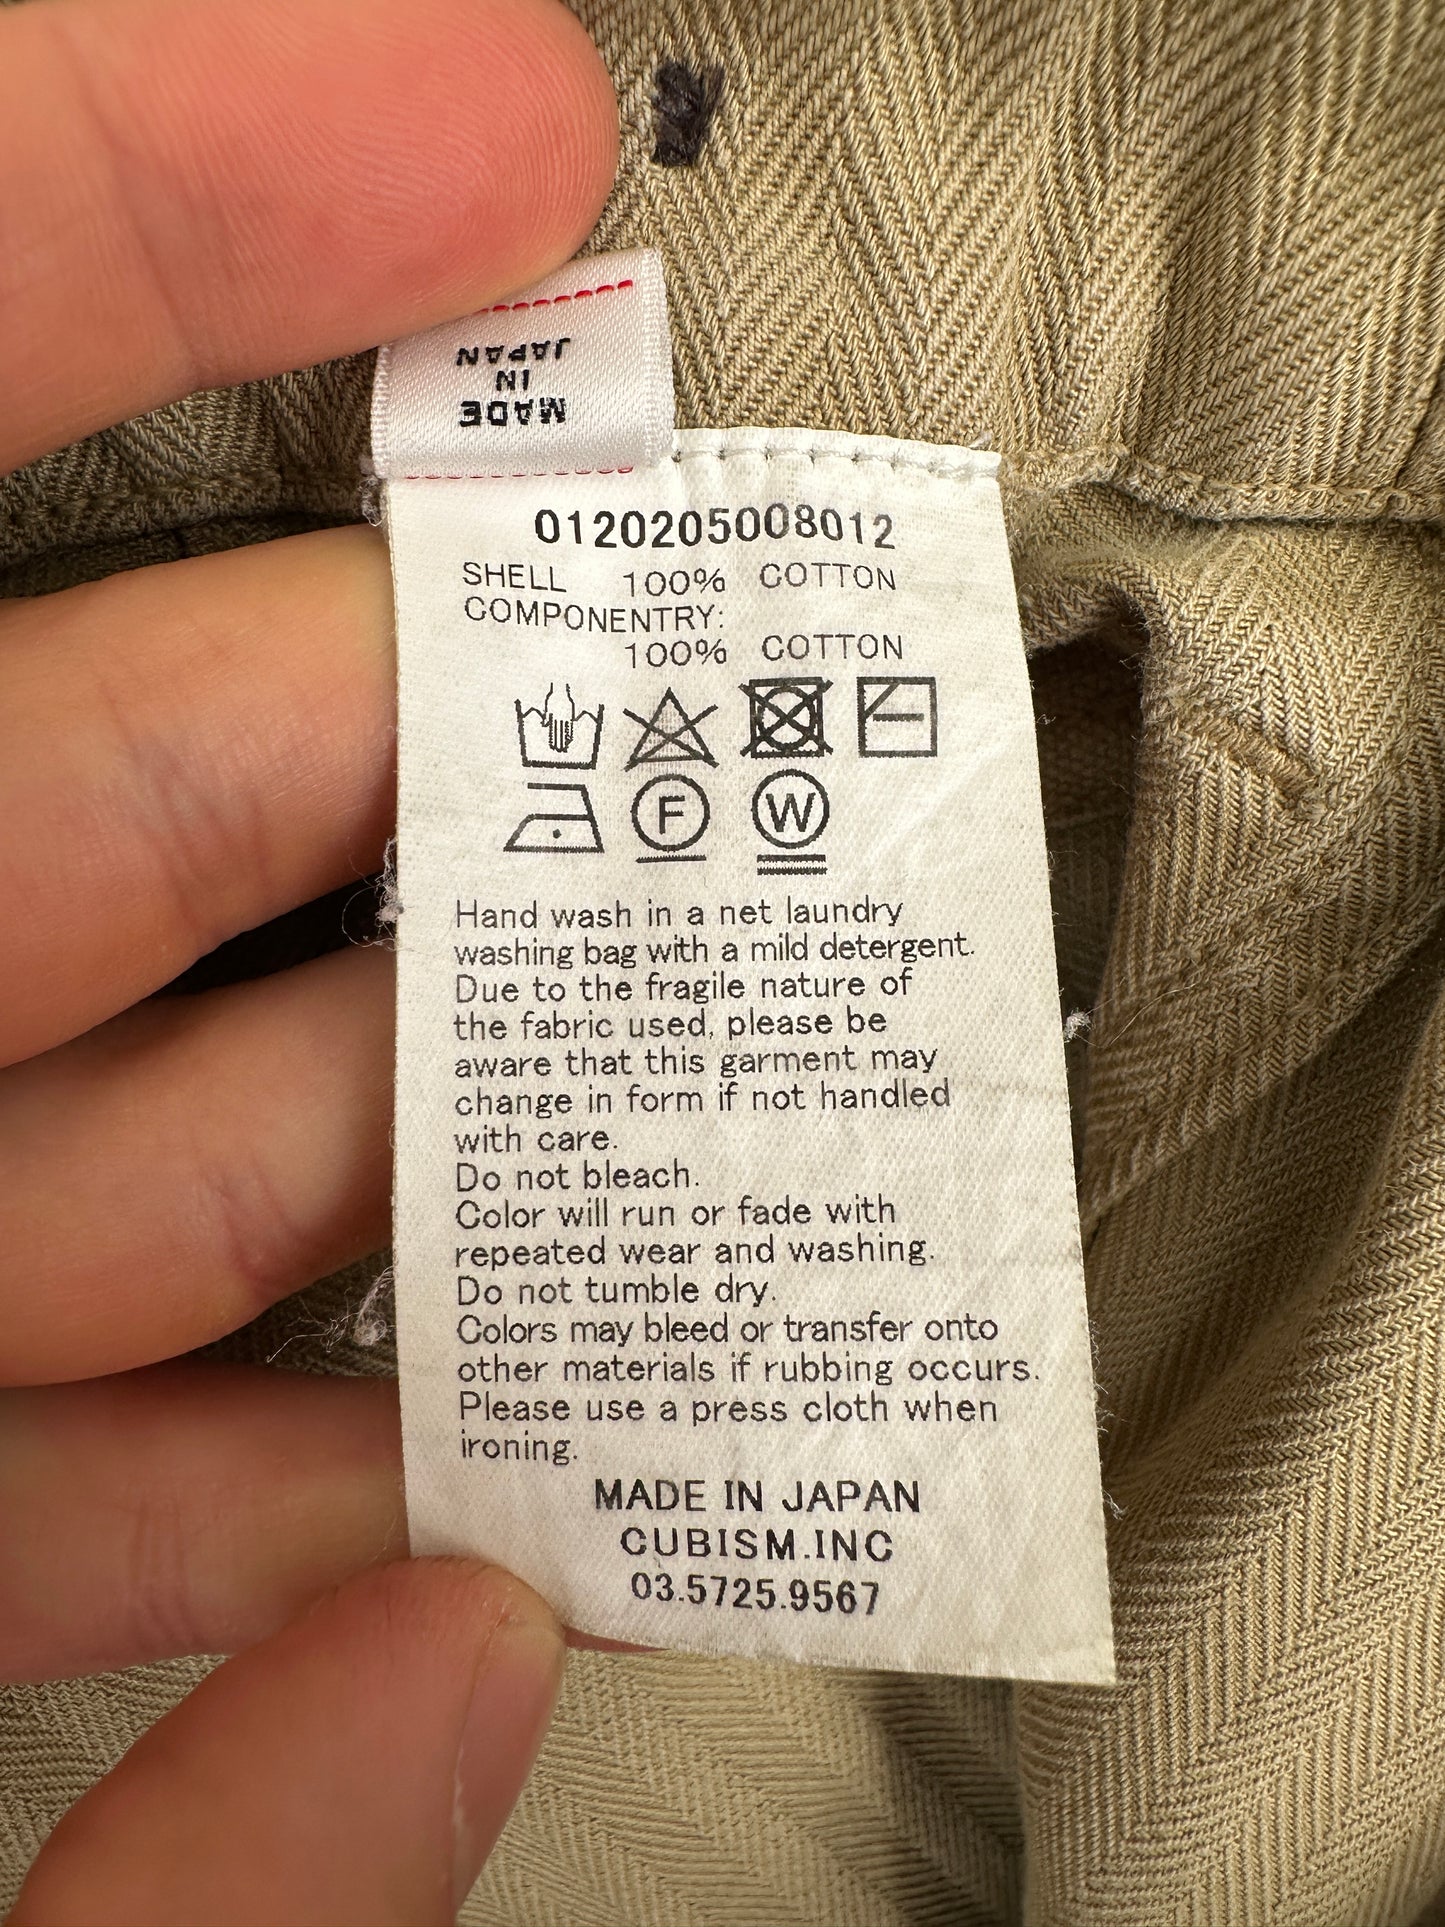 MADE
IN
JAPAN
0120205008012
SHELL 100% COTTON
COMPONENTRY:
100% COTTON
F W
Hand wash in a net laundry
washing bag with a mild detergent.
Due to the fragile nature of
the fabric used, please be
aware that this garment may
change in form if not handled
with care.
Do not bleach.
Color will run or fade with
repeated wear and washing.
Do not tumble dry.
Colors may bleed or transfer onto
other materials if rubbing occurs.
Please use a press cloth when
ironing.
MADE IN JAPAN
CUBISM.INC
03.5725.9567